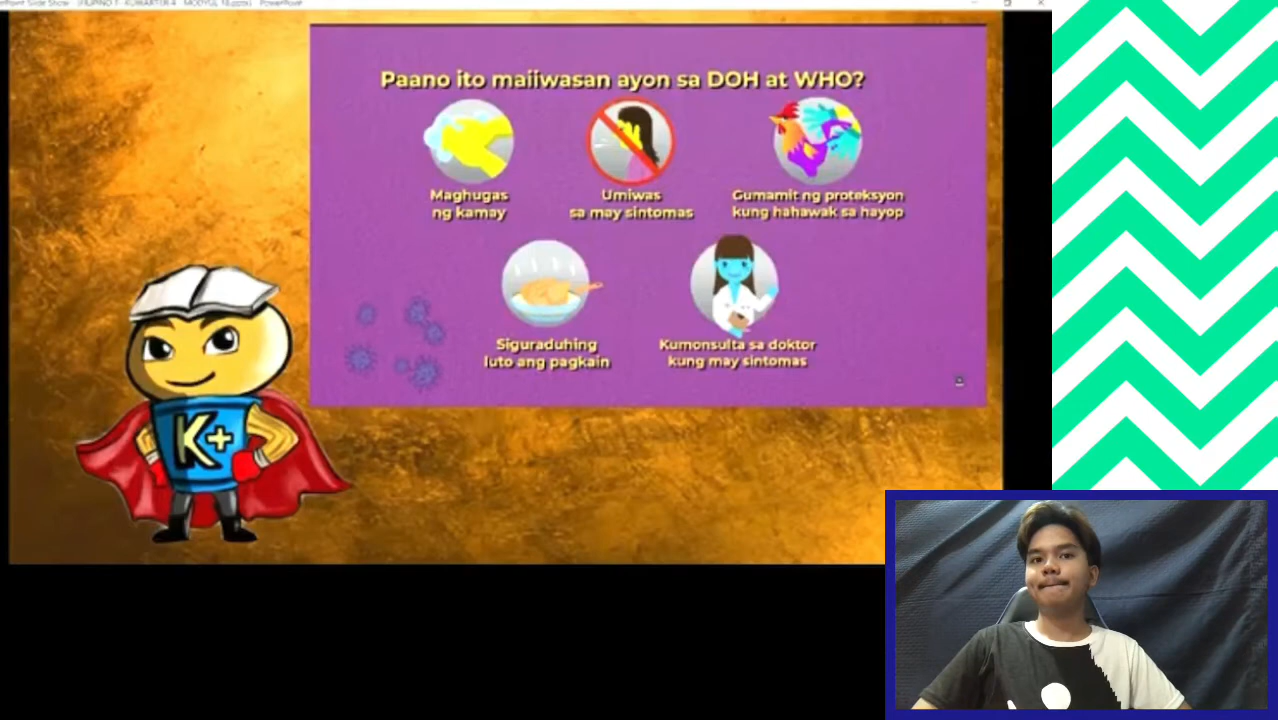 Paano ito maiiwasan ayon sa DOH at WHO?
Maghugas
ng kamay
Umiwas
sa may sintomas
Gumamit ng proteksyon
kung hahawak sa hayop
Siguraduhing
luto ang pagkain
Kumonsulta sa doktor
kung may sintomas
K+